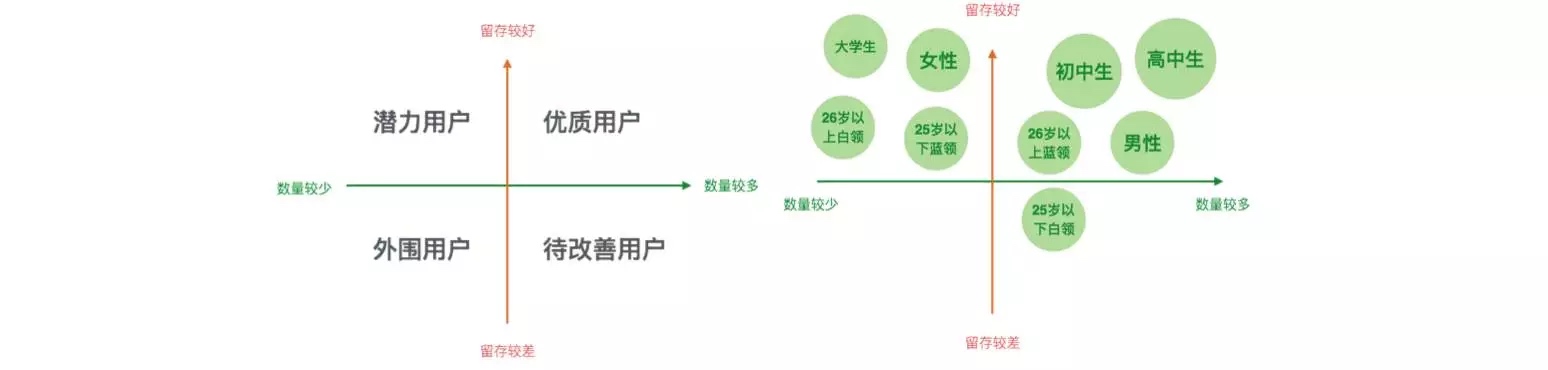 留存较好
潜力用户
优质用户
数量较少
数量较多
外围用户
待改善用户
留存较差
留存较好
大学生
女性
初中生
高中生
26岁以
上白领
25岁以
下蓝领
26岁以
上蓝领
男性
数量较少
数量较多
25岁以
下白领
留存较差